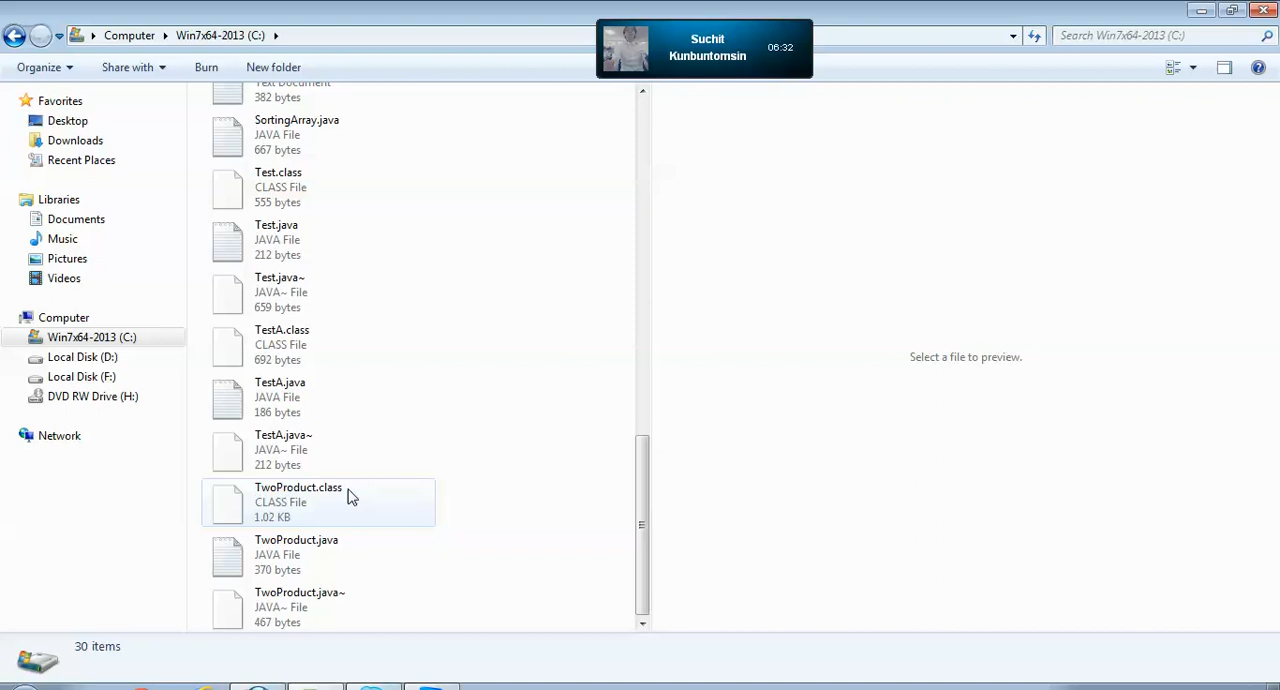 Computer
Win7x64-2013 (C:)
Suchit
Kunbuntomsin
06:32
Search Win7x64-2013 (C:)
Organize
Share with
Burn
New folder
Favorites
Desktop
Downloads
Recent Places
Libraries
Documents
Music
Pictures
Videos
Computer
Win7x64-2013 (C:)
Local Disk (D:)
Local Disk (F:)
DVD RW Drive (H:)
Network
Text Document
382 bytes
SortingArray.java
JAVA File
667 bytes
Test.class
CLASS File
555 bytes
Test.java
JAVA File
212 bytes
Test.java~
JAVA~ File
659 bytes
TestA.class
CLASS File
692 bytes
TestA.java
JAVA File
186 bytes
TestA.java~
JAVA~ File
212 bytes
TwoProduct.class
CLASS File
1.02 KB
TwoProduct.java
JAVA File
370 bytes
TwoProduct.java~
JAVA~ File
467 bytes
Select a file to preview.
30 items